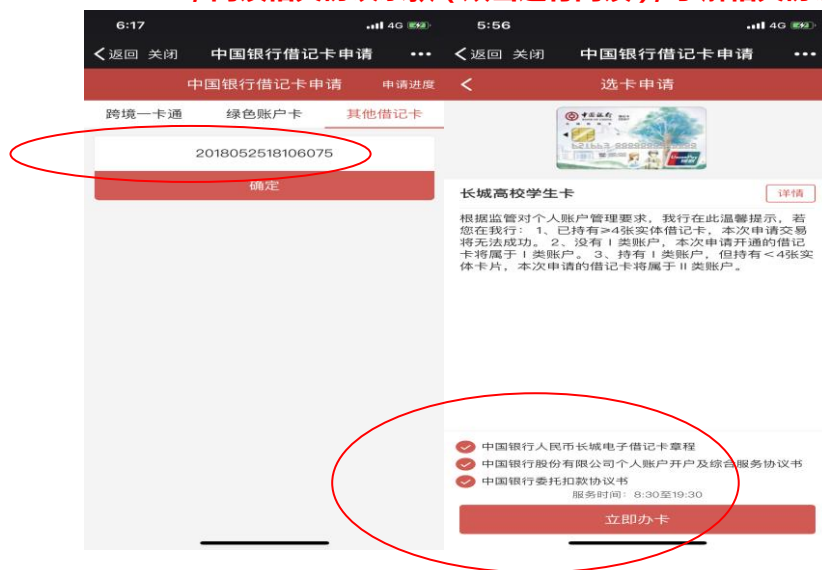 6:17
4G
返回 关闭 中国银行借记卡申请
中国银行借记卡申请 申请进度
跨境一卡通 绿色账户卡 其他借记卡
2018052518106075
确定
5:56
4G
返回 关闭 中国银行借记卡申请
选卡申请
中国银行
长城高校学生卡 详情
根据监管对个人账户管理要求，我行在此温馨提示，若
您在我行： 1、已持有≥4张实体借记卡，本次申请交易
将无法成功。 2、没有Ⅰ类账户，本次申请开通的借记
卡将属于Ⅰ类账户。 3、持有Ⅰ类账户，但持有＜4张实
体卡片，本次申请的借记卡将属于Ⅱ类账户。
中国银行人民币长城电子借记卡章程
中国银行股份有限公司个人账户开户及综合服务协议书
中国银行委托扣款协议书
服务时间：8:30至19:30
立即办卡